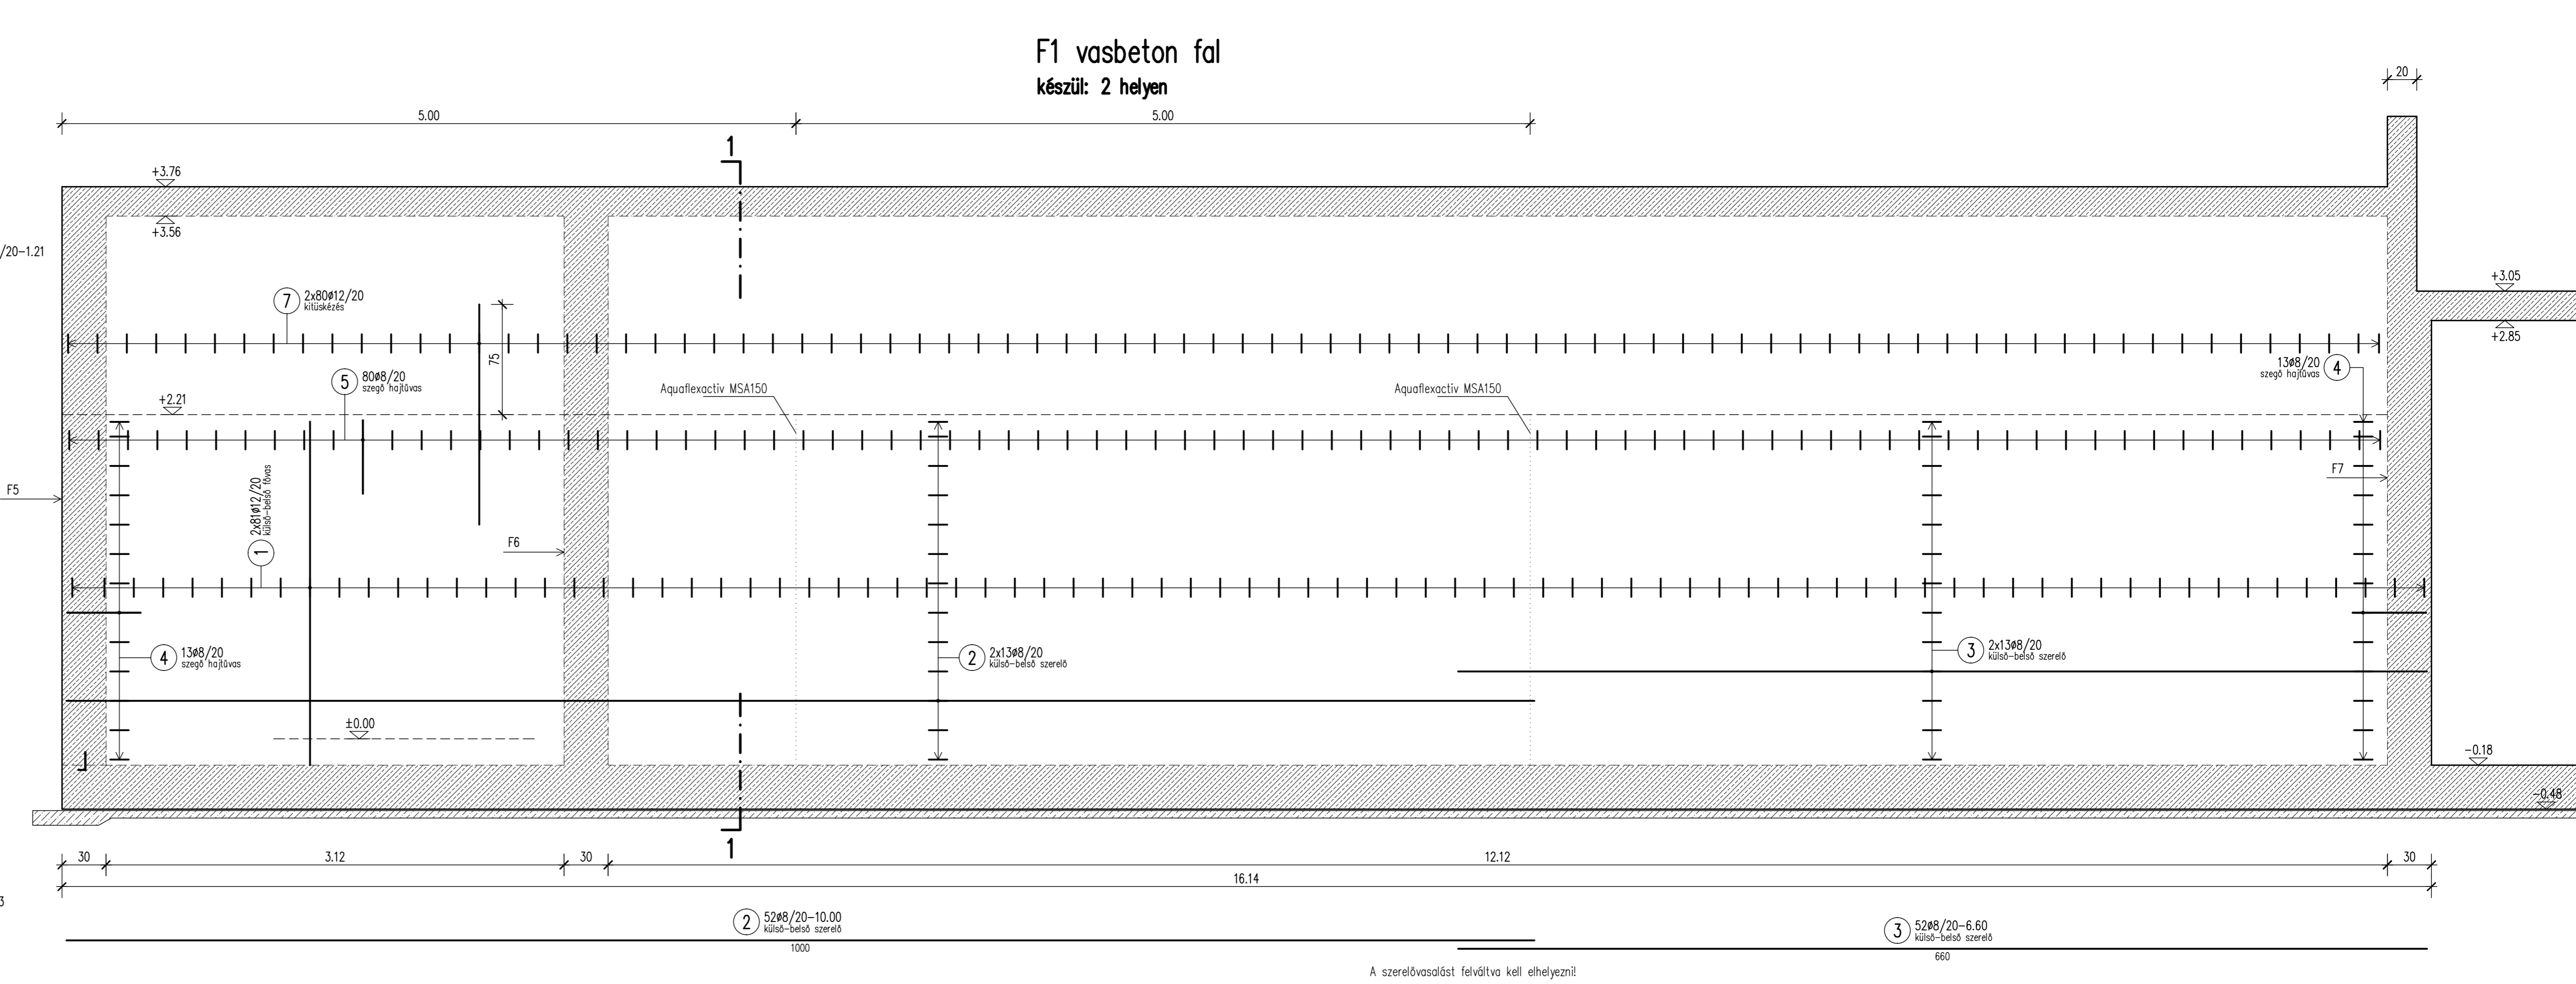 F1 vasbeton fal
készül: 2 helyen
20
5.00
5.00
1
+3.76
+3.56
/20-1.21
+3.05
+2.85
7
2x80ø12/20
kitüskézés
75
5
80ø8/20
szegő hajtűvas
13ø8/20
szegő hajtűvas
4
Aquaflexactiv MSA150
Aquaflexactiv MSA150
+2.21
F5
F7
1
2x81ø12/20
külső-belső fővas
F6
4
13ø8/20
szegő hajtűvas
2
2x13ø8/20
külső-belső szerelő
3
2x13ø8/20
külső-belső szerelő
±0.00
-0.18
-0.48
1
30
3.12
30
12.12
30
16.14
3
2
52ø8/20-10.00
külső-belső szerelő
1000
3
52ø8/20-6.60
külső-belső szerelő
660
A szerelővasalást felváltva kell elhelyezni!